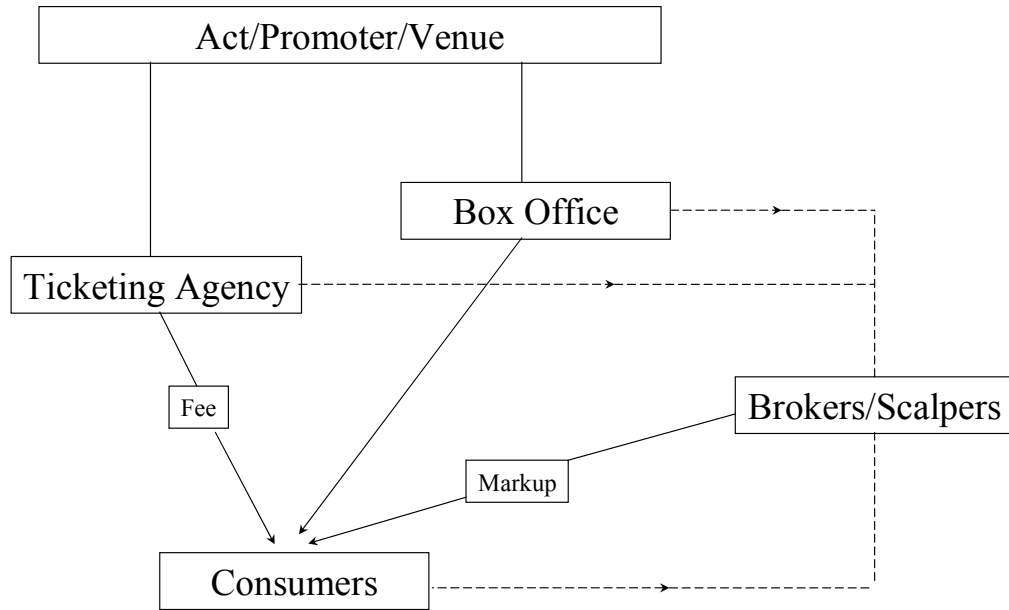 Act/Promoter/Venue
Box Office
Ticketing Agency
Fee
Brokers/Scalpers
Markup
Consumers